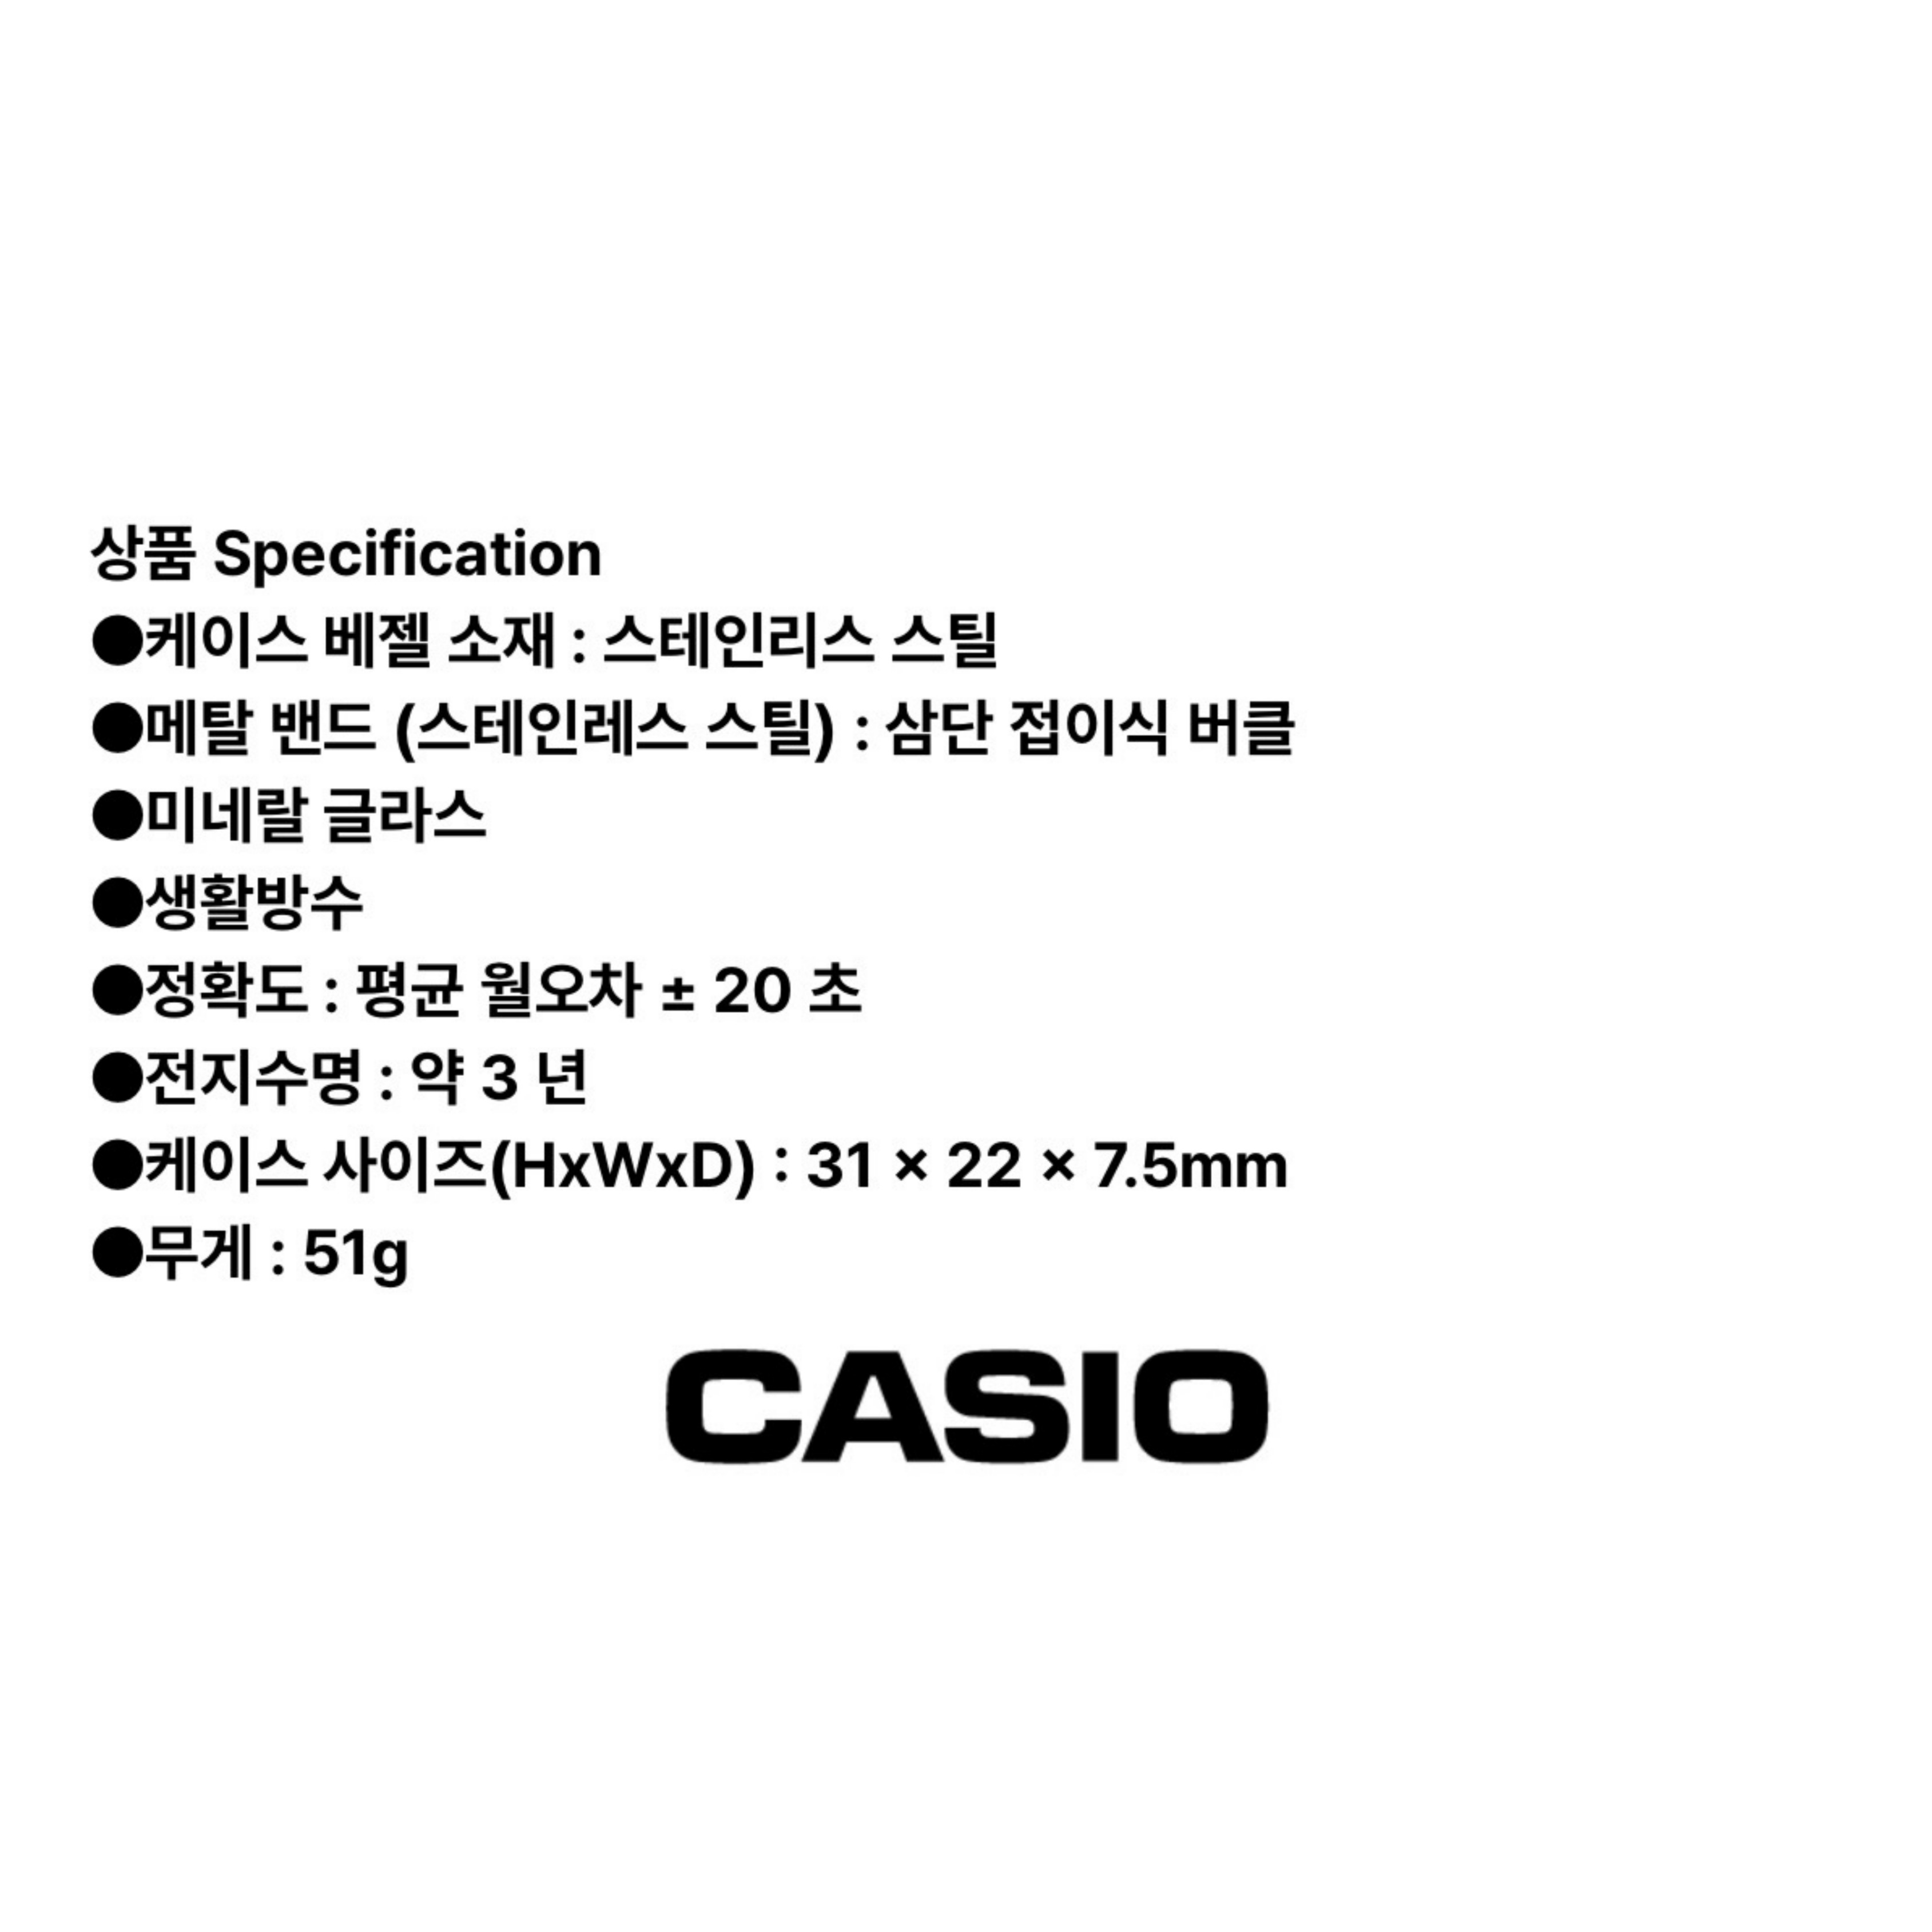 상품 Specification
●케이스 베젤 소재 : 스테인리스 스틸
●메탈 밴드 (스테인레스 스틸) : 삼단 접이식 버클
●미네랄 글라스
●생활방수
●정확도 : 평균 월오차 ± 20 초
●전지수명 : 약 3 년
●케이스 사이즈(HxWxD) : 31 × 22 × 7.5mm
●무게 : 51g
CASIO